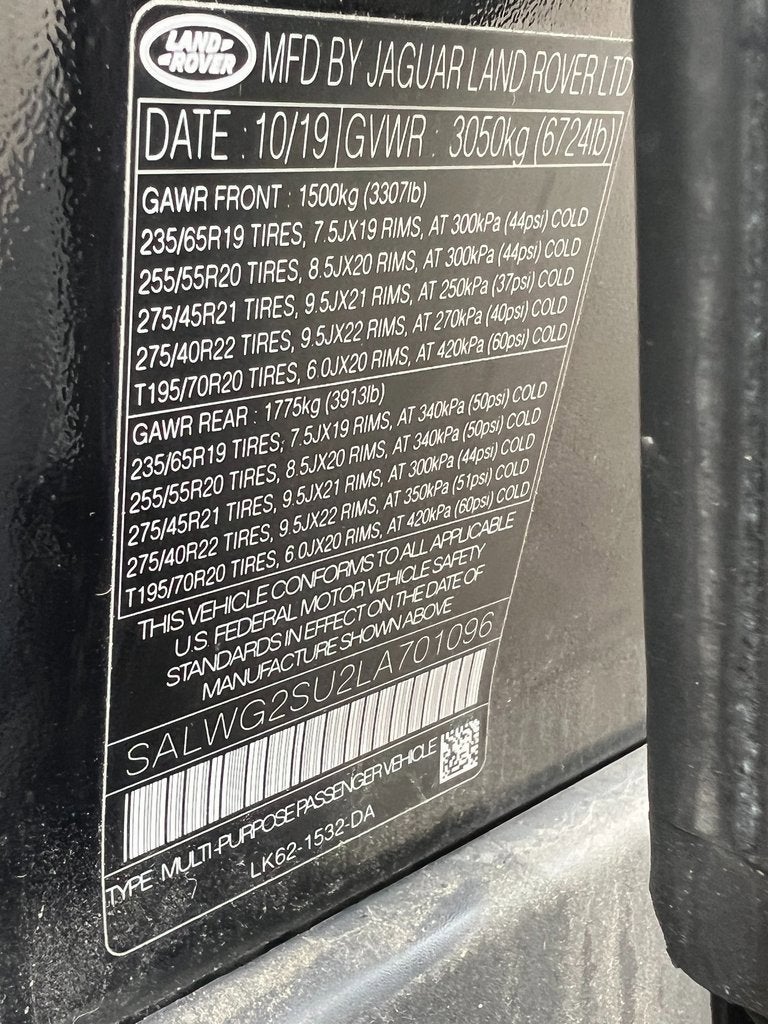 LAND
ROVER
MFD BY JAGUAR LAND ROVER LTD
DATE : 10/19 GVWR : 3050kg (6724lb)
GAWR FRONT : 1500kg (3307lb)
235/65R19 TIRES, 7.5JX19 RIMS, AT 300kPa (44psi) COLD
255/55R20 TIRES, 8.5JX20 RIMS, AT 300kPa (44psi) COLD
275/45R21 TIRES, 9.5JX21 RIMS, AT 250kPa (37psi) COLD
275/40R22 TIRES, 9.5JX22 RIMS, AT 270kPa (40psi) COLD
T195/70R20 TIRES, 6.0JX20 RIMS, AT 420kPa (60psi) COLD
GAWR REAR : 1775kg (3913lb)
235/65R19 TIRES, 7.5JX19 RIMS, AT 340kPa (50psi) COLD
255/55R20 TIRES, 8.5JX20 RIMS, AT 340kPa (50psi) COLD
275/45R21 TIRES, 9.5JX21 RIMS, AT 300kPa (44psi) COLD
275/40R22 TIRES, 9.5JX22 RIMS, AT 350kPa (51psi) COLD
T195/70R20 TIRES, 6.0JX20 RIMS, AT 420kPa (60psi) COLD
THIS VEHICLE CONFORMS TO ALL APPLICABLE
U.S. FEDERAL MOTOR VEHICLE SAFETY
STANDARDS IN EFFECT ON THE DATE OF
MANUFACTURE SHOWN ABOVE
SALWG2SU2LA701096
TYPE MULTI-PURPOSE PASSENGER VEHICLE
LK62-1532-DA